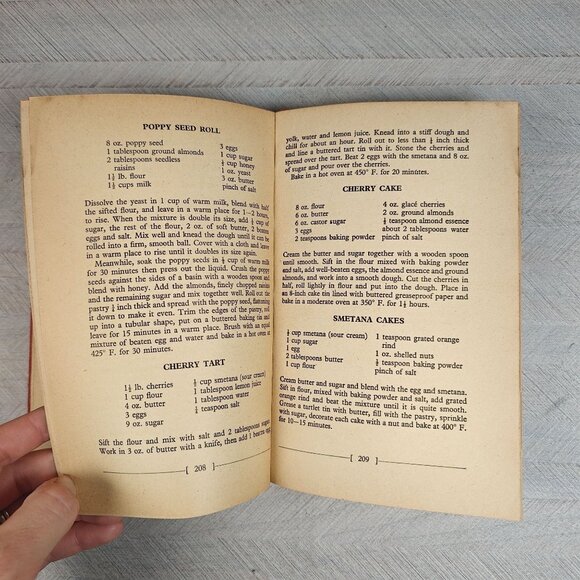 POPPY SEED ROLL
8 oz. poppy seed
1 tablespoon ground almonds
2 tablespoons seedless
raisins
1½ lb. flour
1½ cups milk
3 eggs
1 cup sugar
cup honey
1 oz. yeast
3 oz. butter
pinch of salt
Dissolve the yeast in 1 cup of warm milk, blend with half
the sifted flour, and leave in a warm place for 1—2 hours,
to rise. When the mixture is double its size, add cup of
sugar, the rest of the flour, 2 oz. of soft butter, 2 beaten
eggs and salt. Mix well and knead the dough until it can be
rolled into a firm, smooth ball. Cover with a cloth and leave
in a warm place to rise until it doubles its size again.
Meanwhile, soak the poppy seeds in cup of warm milk
for 30 minutes then press out the liquid. Crush the poppy
seeds against the sides of a basin with a wooden spoon and
blend with honey. Add the almonds, finely chopped raisins
and the remaining sugar and mix together well. Roll out the
pastry inch thick and spread with the poppy seed, flattening
it down to make it even. Trim the edges of the pastry, roll
up into a tubular shape, put on a buttered baking tin and
leave for 15 minutes in a warm place. Brush with an equal
mixture of beaten egg and water and bake in a hot oven at
425° F. for 30 minutes.
CHERRY TART
1½ lb. cherries
1 cup flour
4 oz. butter
3 eggs
9 oz. sugar
cup smetana (sour cream)
1 tablespoon lemon juice
1 tablespoon water
teaspoon salt
Sift the flour and mix with salt and 2 tablespoons sugar.
Work in 3 oz. of butter with a knife, then add 1 beaten
[ 208 ]
yolk, water and lemon juice. Knead into a stiff dough and
chill for about an hour. Roll out to less than inch thick
and line a buttered tart tin with it. Stone the cherries and
spread over the tart. Beat 2 eggs with the smetana and 8 oz.
of sugar and pour over the cherries.
Bake in a hot oven at 450° F. for 20 minutes.
CHERRY CAKE
8 oz. flour
6 oz. butter
6 oz. castor sugar
3 eggs
2 teaspoons baking powder
4 oz. glacé cherries
2 oz. ground almonds
teaspoon almond essence
about 2 tablespoons water
pinch of salt
Cream the butter and sugar together with a wooden spoon
until smooth. Sift in the flour mixed with baking powder
and salt, add well-beaten eggs, the almond essence and ground
almonds, and work into a smooth dough. Cut the cherries in
half, roll lightly in flour and put into the dough. Place in
an 8-inch cake tin lined with buttered greaseproof paper and
bake in a moderate oven at 350° F. for 1½ hours.
SMETANA CAKES
cup smetana (sour cream)
cup sugar
1 egg
2 tablespoons butter
1 cup flour
1 teaspoon grated orange
rind
1 oz. shelled nuts
teaspoon baking powder
pinch of salt
Cream butter and sugar and blend with the egg and smetana.
Sift in flour, mixed with baking powder and salt, add grated
orange rind and beat the mixture until it is quite smooth.
Grease a tartlet tin with butter, fill with the pastry, sprinkle
with sugar, decorate each cake with a nut and bake at 400° F.
for 10—15 minutes.
[ 209 ]